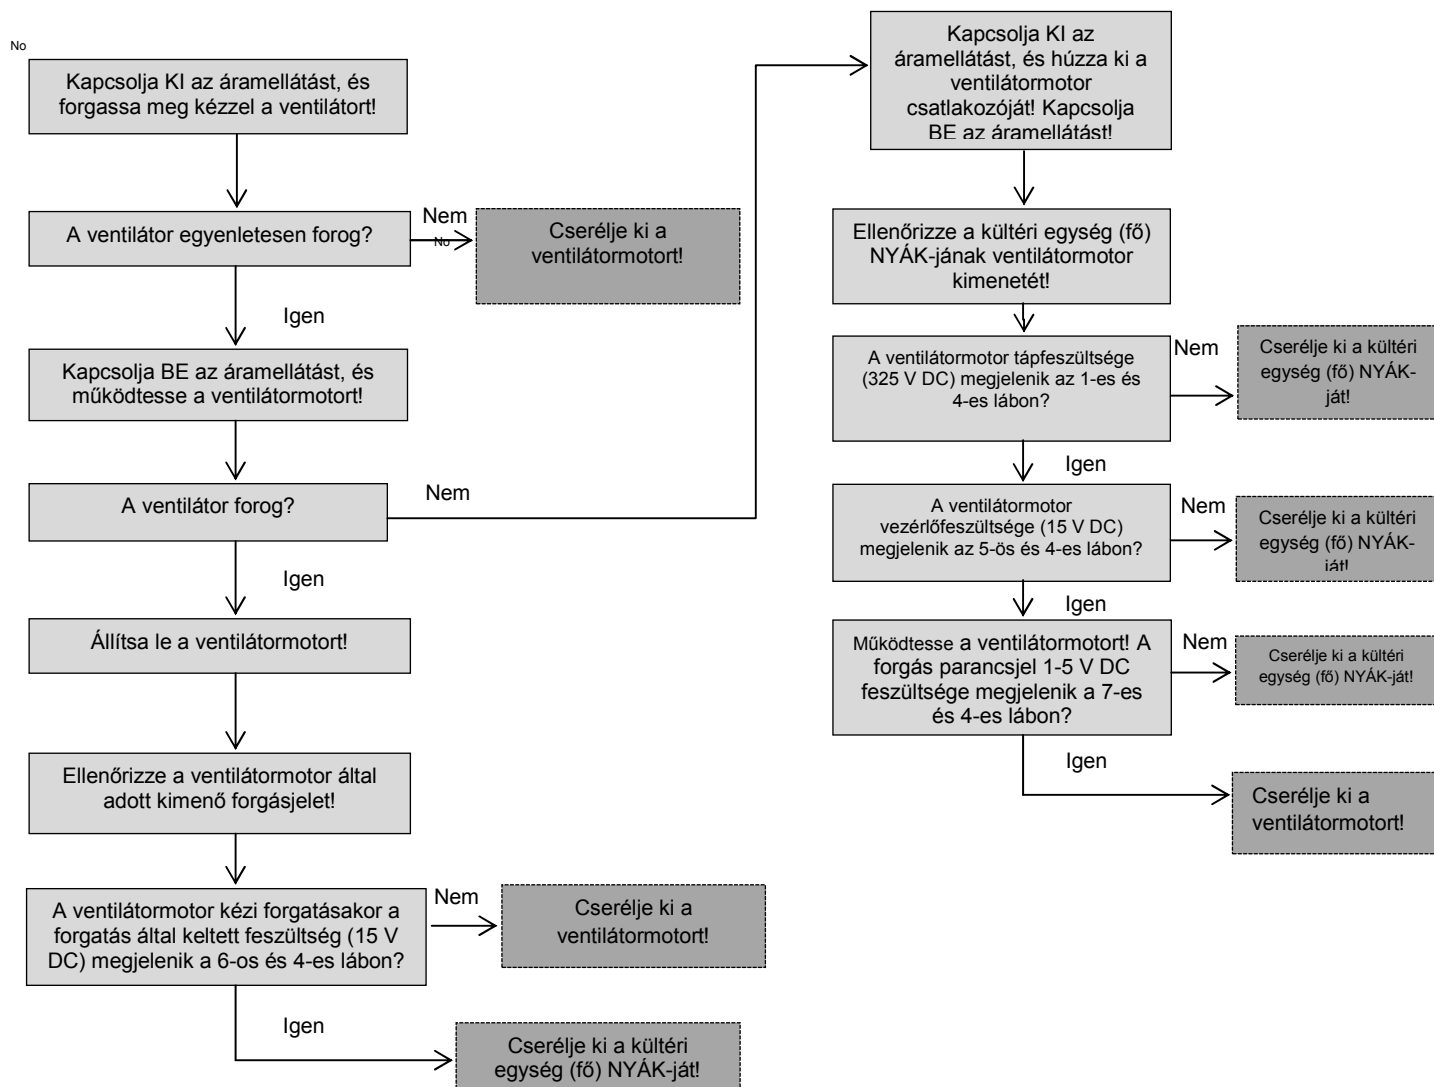 No
Kapcsolja KI az áramellátást, és
forgassa meg kézzel a ventilátort!
A ventilátor egyenletesen forog?
Nem
No
Cserélje ki a
ventilátormotort!
Igen
Kapcsolja BE az áramellátást, és
működtesse a ventilátormotort!
A ventilátor forog?
Nem
Igen
Állítsa le a ventilátormotort!
Ellenőrizze a ventilátormotor által
adott kimenő forgásjelet!
A ventilátormotor kézi forgatásakor a
forgatás által keltett feszültség (15 V
DC) megjelenik a 6-os és 4-es lábon?
Nem
Cserélje ki a
ventilátormotort!
Igen
Cserélje ki a kültéri
egység (fő) NYÁK-ját!
Kapcsolja KI az
áramellátást, és húzza ki a
ventilátormotor
csatlakozóját! Kapcsolja
BE az áramellátást!
Ellenőrizze a kültéri egység (fő)
NYÁK-jának ventilátormotor
kimenetét!
A ventilátormotor tápfeszültsége
(325 V DC) megjelenik az 1-es és
4-es lábon?
Nem
Cserélje ki a kültéri
egység (fő) NYÁK-
ját!
Igen
A ventilátormotor
vezérlőfeszültsége (15 V DC)
megjelenik az 5-ös és 4-es lábon?
Nem
Cserélje ki a kültéri
egység (fő) NYÁK-
ját!
Igen
Működtesse a ventilátormotort! A
forgás parancsjel 1-5 V DC
feszültsége megjelenik a 7-es
és 4-es lábon?
Nem
Cserélje ki a kültéri
egység (fő) NYÁK-ját!
Igen
Cserélje ki a
ventilátormotort!